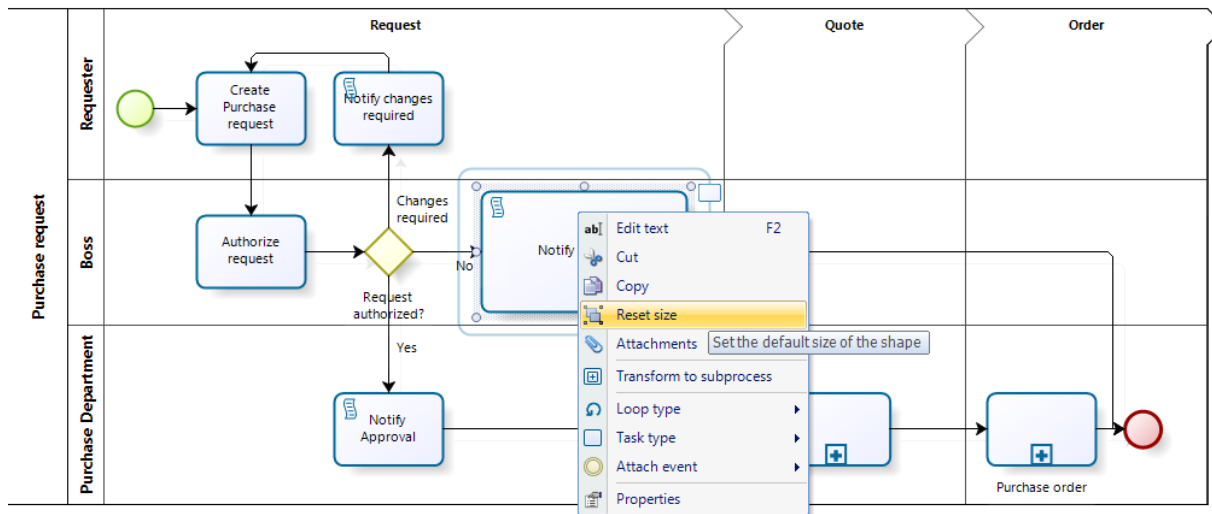 Request
Quote
Order
Purchase request
Requester
Boss
Purchase Department
Create
Purchase
request
Notify changes
required
Changes
required
Authorize
request
No
Notify
Request
authorized?
Yes
Notify
Approval
Purchase order
Edit text F2
Cut
Copy
Reset size
Attachments
Set the default size of the shape
Transform to subprocess
Loop type
Task type
Attach event
Properties